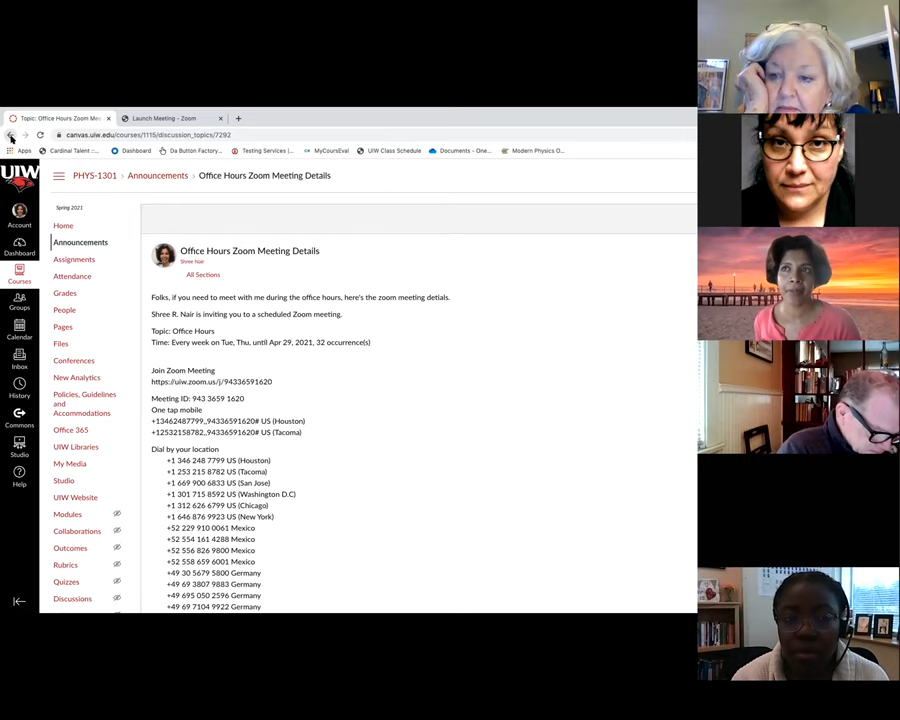 Topic: Office Hours Zoom Mee
Launch Meeting - Zoom
canvas.uiw.edu/courses/1115/discussion_topics/7292
Apps
Cardinal Talent ::...
Dashboard
Da Button Factory...
Testing Services |...
MyCoursEval
UIW Class Schedule
Documents - One...
Modern Physics O...
UIW
PHYS-1301 › Announcements › Office Hours Zoom Meeting Details
Account
Dashboard
Courses
Groups
Calendar
Inbox
History
Commons
Studio
Help
Spring 2021
Home
Announcements
Assignments
Attendance
Grades
People
Pages
Files
Conferences
New Analytics
Policies, Guidelines
and
Accommodations
Office 365
UIW Libraries
My Media
Studio
UIW Website
Modules
Collaborations
Outcomes
Rubrics
Quizzes
Discussions
Office Hours Zoom Meeting Details
Shree Nair
All Sections
Folks, if you need to meet with me during the office hours, here's the zoom meeting detials.
Shree R. Nair is inviting you to a scheduled Zoom meeting.
Topic: Office Hours
Time: Every week on Tue, Thu, until Apr 29, 2021, 32 occurrence(s)
Join Zoom Meeting
https://uiw.zoom.us/j/94336591620
Meeting ID: 943 3659 1620
One tap mobile
+13462487799,,94336591620# US (Houston)
+12532158782,,94336591620# US (Tacoma)
Dial by your location
+1 346 248 7799 US (Houston)
+1 253 215 8782 US (Tacoma)
+1 669 900 6833 US (San Jose)
+1 301 715 8592 US (Washington D.C)
+1 312 626 6799 US (Chicago)
+1 646 876 9923 US (New York)
+52 229 910 0061 Mexico
+52 554 161 4288 Mexico
+52 556 826 9800 Mexico
+52 558 659 6001 Mexico
+49 30 5679 5800 Germany
+49 69 3807 9883 Germany
+49 695 050 2596 Germany
+49 69 7104 9922 Germany